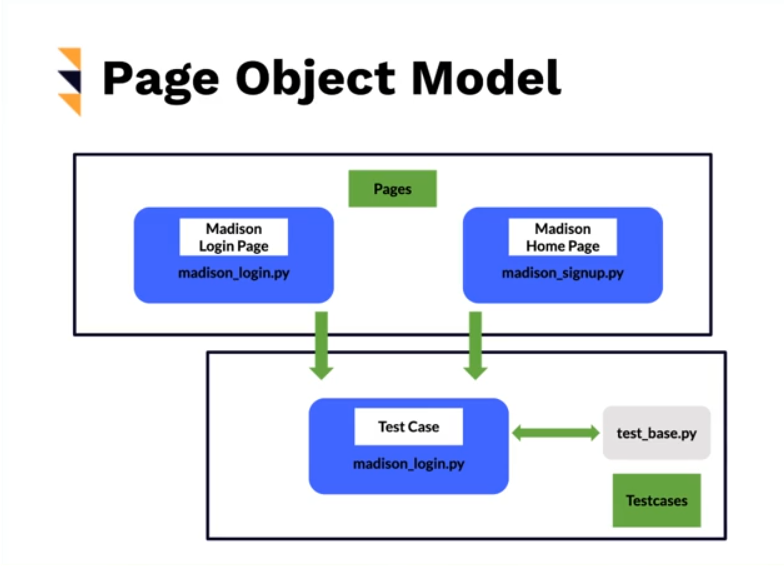 Page Object Model
Pages
Madison
Login Page
madison_login.py
Madison
Home Page
madison_signup.py
Test Case
madison_login.py
test_base.py
Testcases